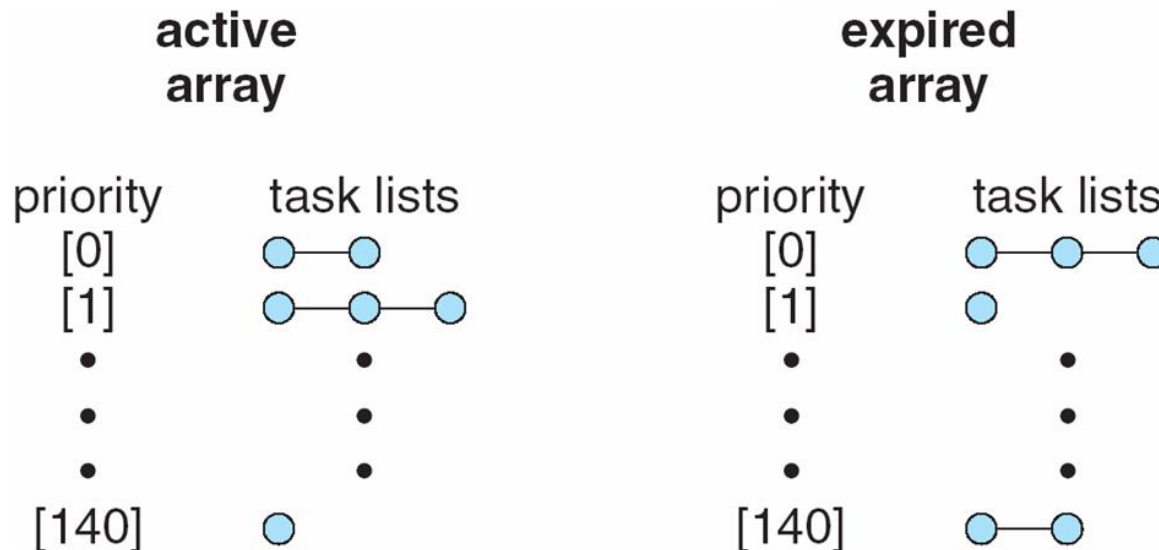 active
array
priority task lists
[0]
[1]
[140]
expired
array
priority task lists
[0]
[1]
[140]